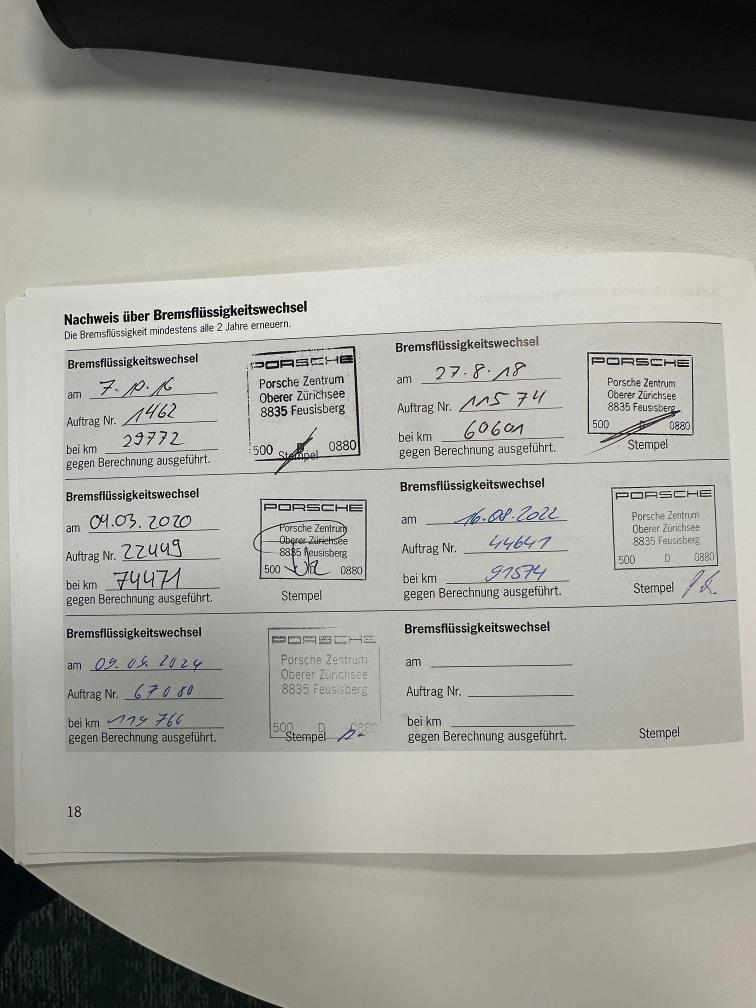 Nachweis über Bremsflüssigkeitswechsel
Die Bremsflüssigkeit mindestens alle 2 Jahre erneuern.
Bremsflüssigkeitswechsel
am 7.10.16
Auftrag Nr. 1462
bei km 29772
gegen Berechnung ausgeführt.
PORSCHE
Porsche Zentrum
Oberer Zürichsee
8835 Feusisberg
500 D 0880
Stempel
Bremsflüssigkeitswechsel
am 27.8.18
Auftrag Nr. 11574
bei km 60601
gegen Berechnung ausgeführt.
PORSCHE
Porsche Zentrum
Oberer Zürichsee
8835 Feusisberg
500 0880
Stempel
Bremsflüssigkeitswechsel
am 04.03.2020
Auftrag Nr. 22449
bei km 74471
gegen Berechnung ausgeführt.
PORSCHE
Porsche Zentrum
Oberer Zürichsee
8835 Feusisberg
500 0880
Stempel
Bremsflüssigkeitswechsel
am 16.08.2022
Auftrag Nr. 44641
bei km 91574
gegen Berechnung ausgeführt.
PORSCHE
Porsche Zentrum
Oberer Zürichsee
8835 Feusisberg
500 D 0880
Stempel
Bremsflüssigkeitswechsel
am 09.09.2024
Auftrag Nr. 67080
bei km 119766
gegen Berechnung ausgeführt.
PORSCHE
Porsche Zentrum
Oberer Zürichsee
8835 Feusisberg
500 D 0880
Stempel
Bremsflüssigkeitswechsel
am
Auftrag Nr.
bei km
gegen Berechnung ausgeführt.
Stempel
18